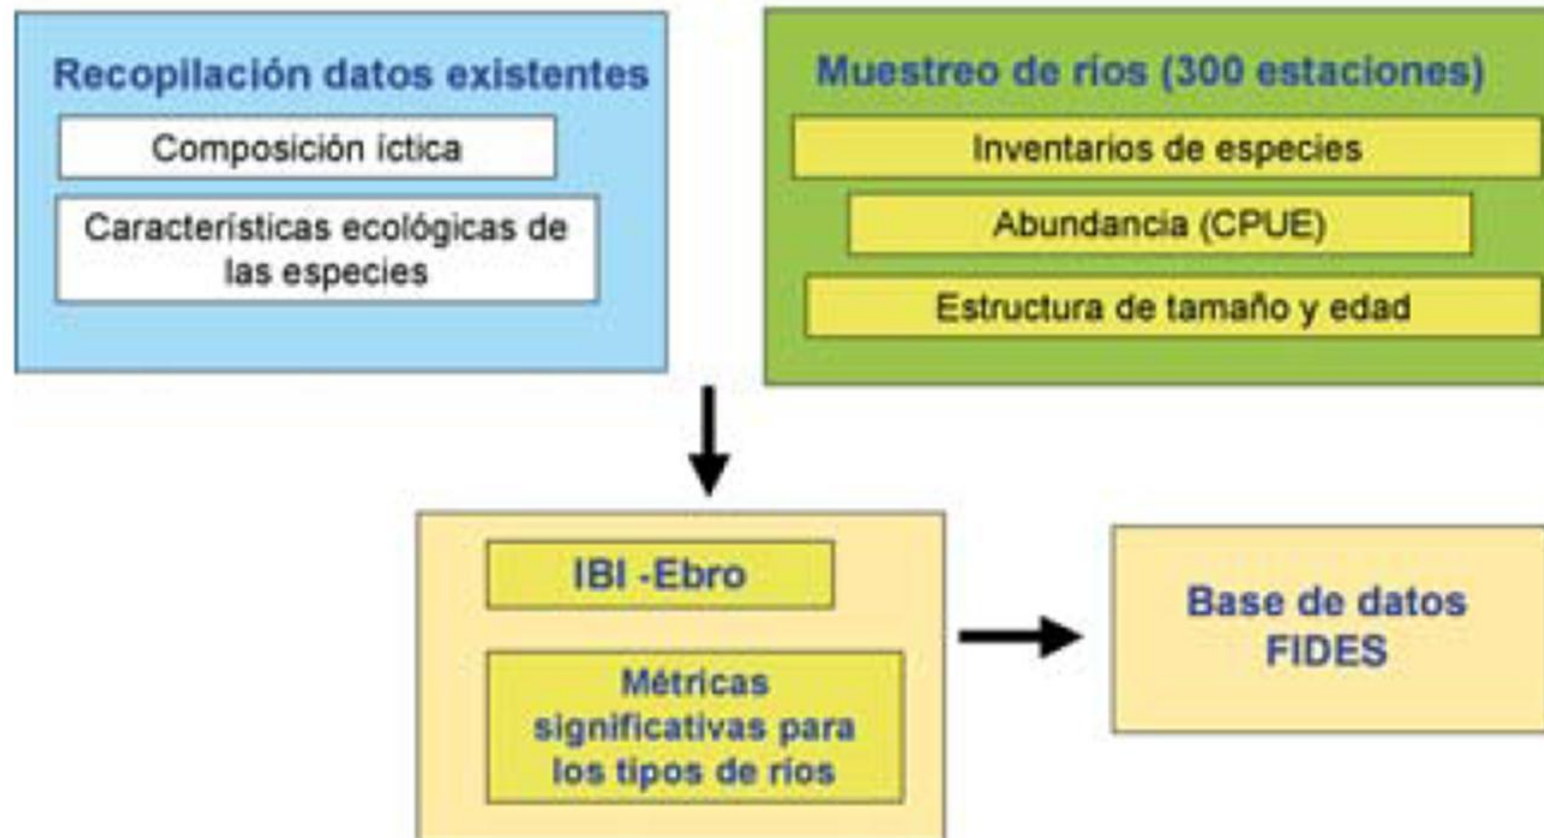 Recopilación datos existentes
Composición íctica
Características ecológicas de
las especies
Muestreo de ríos (300 estaciones)
Inventarios de especies
Abundancia (CPUE)
Estructura de tamaño y edad
IBI -Ebro
Métricas
significativas para
los tipos de ríos
Base de datos
FIDES